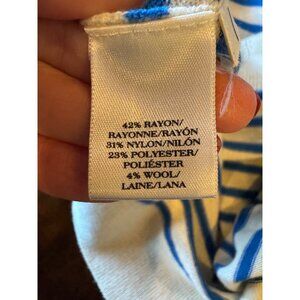 42% RAYON/
RAYONNE/RAYÓN
31% NYLON/NILÓN
23% POLYESTER/
POLIÉSTER
4% WOOL/
LAINE/LANA